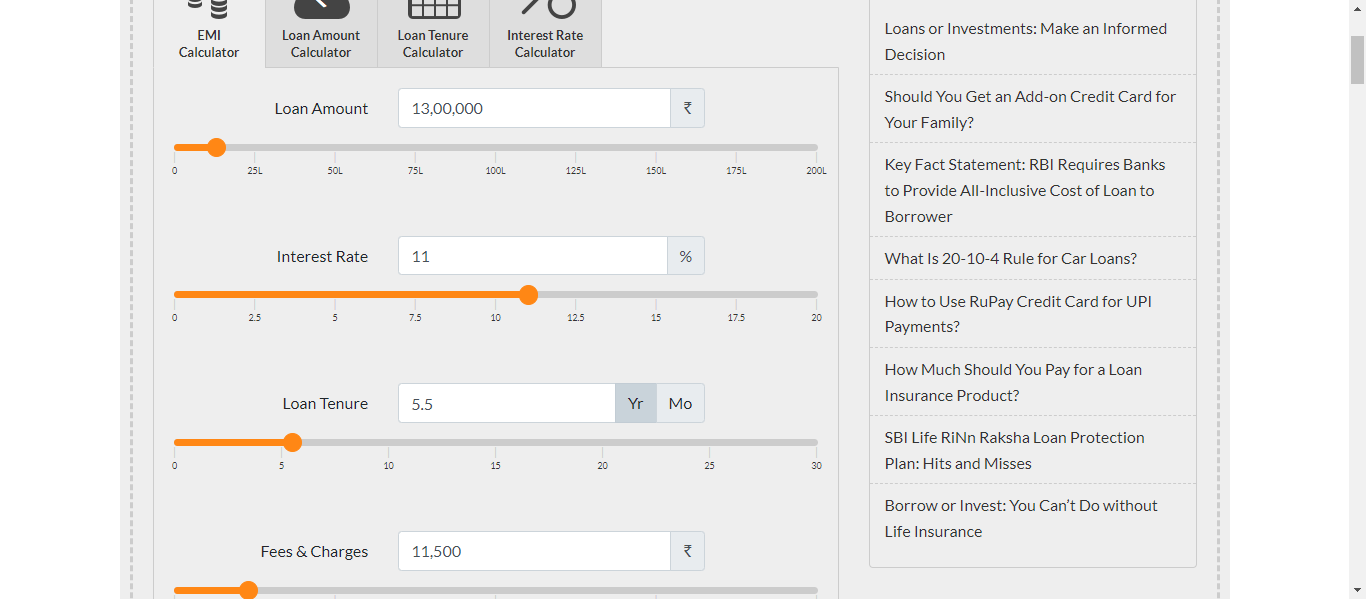 EMI
Calculator
Loan Amount
Calculator
Loan Tenure
Calculator
Interest Rate
Calculator
Loan Amount
13,00,000
₹
0
25L
50L
75L
100L
125L
150L
175L
200L
Interest Rate
11
%
0
2.5
5
7.5
10
12.5
15
17.5
20
Loan Tenure
5.5
Yr
Mo
0
5
10
15
20
25
30
Fees & Charges
11,500
₹
Loans or Investments: Make an Informed
Decision
Should You Get an Add-on Credit Card for
Your Family?
Key Fact Statement: RBI Requires Banks
to Provide All-Inclusive Cost of Loan to
Borrower
What Is 20-10-4 Rule for Car Loans?
How to Use RuPay Credit Card for UPI
Payments?
How Much Should You Pay for a Loan
Insurance Product?
SBI Life RiNn Raksha Loan Protection
Plan: Hits and Misses
Borrow or Invest: You Can’t Do without
Life Insurance